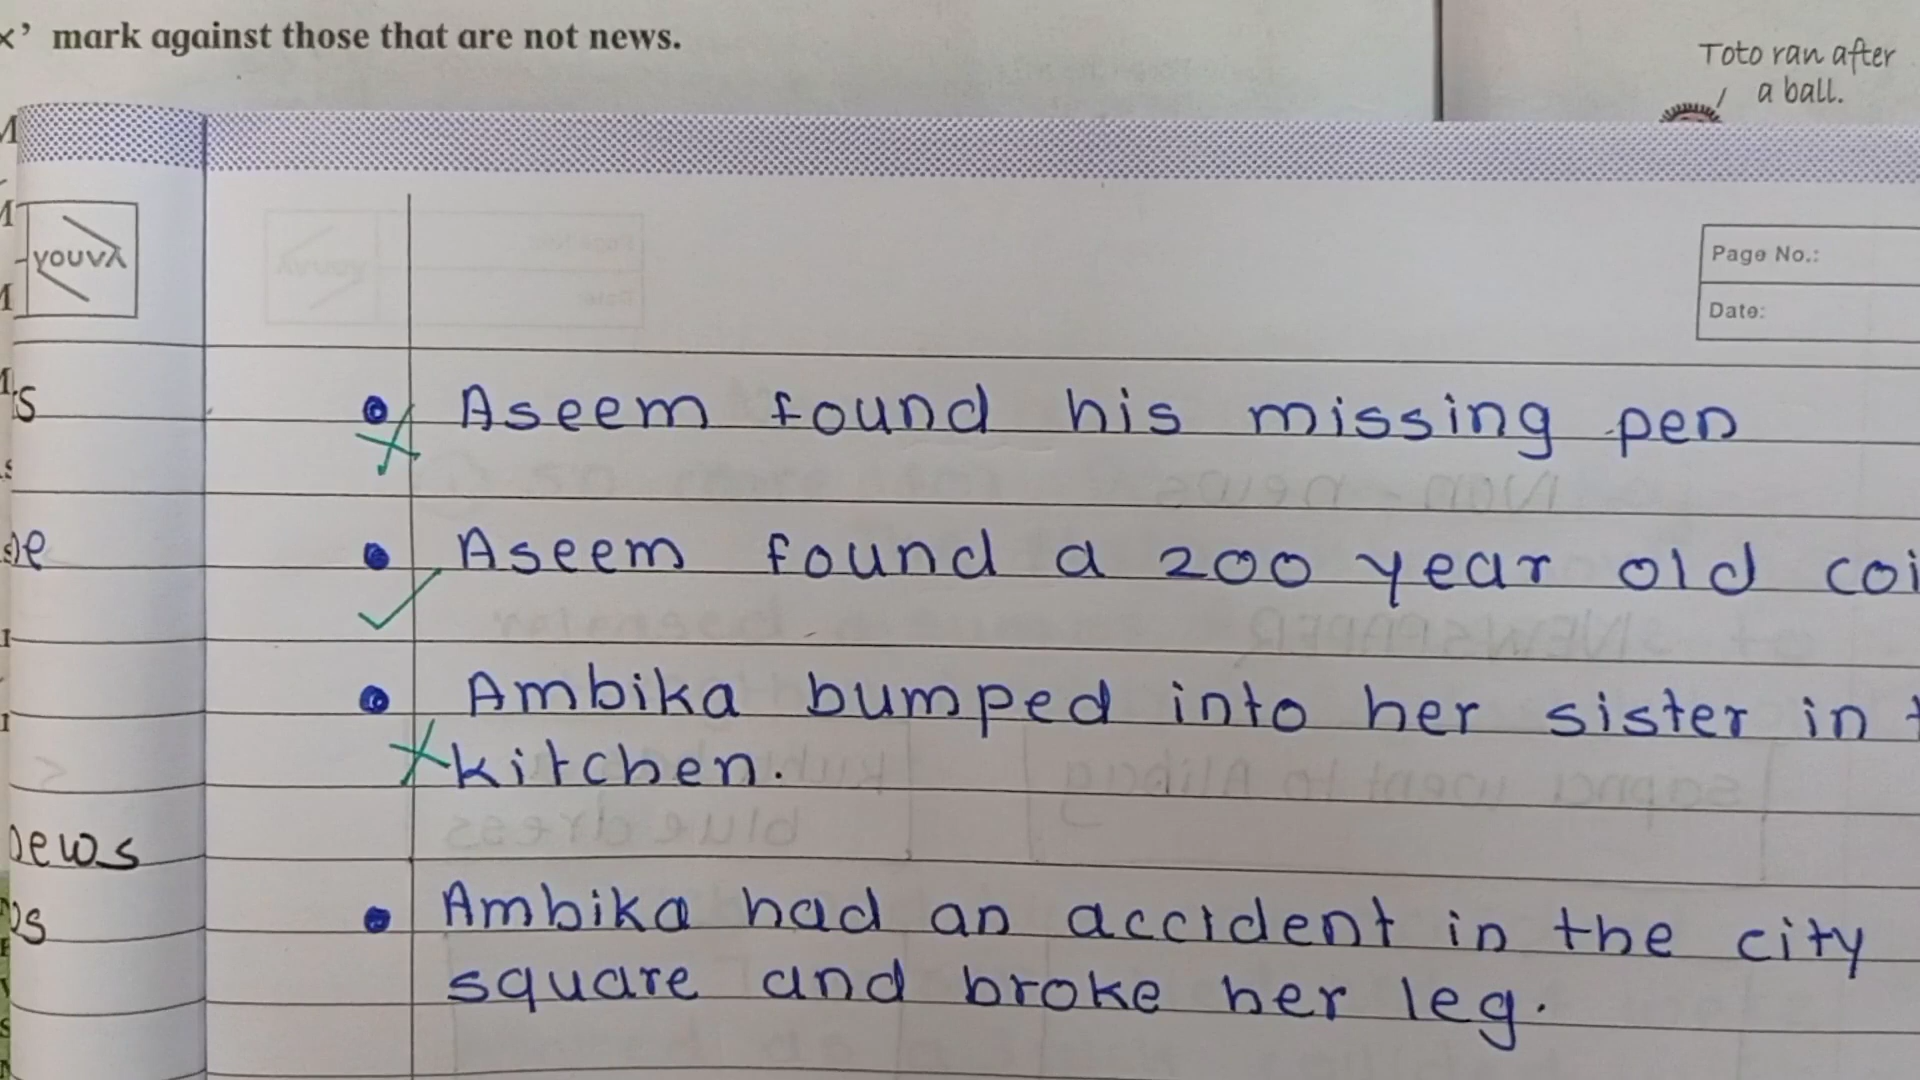 x’ mark against those that are not news.
Toto ran after
a ball.
youva
Page No.:
Date:
Aseem found his missing pen
Aseem found a 200 year old coi
Ambika bumped into her sister in
kitchen.
news
Ambika had an accident in the city
square and broke her leg.